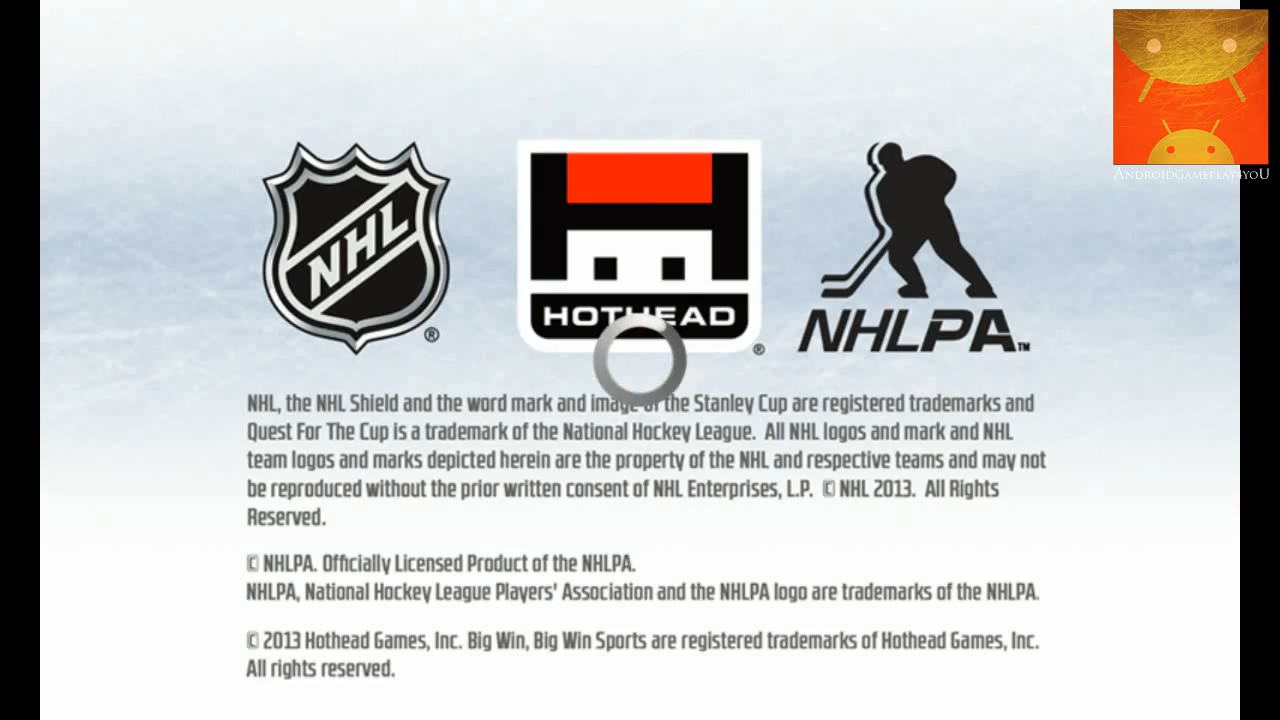 AndroidGameplay4yoU
NHL
®
HOTHEAD
®
NHLPA™
NHL, the NHL Shield and the word mark and image of the Stanley Cup are registered trademarks and
Quest For The Cup is a trademark of the National Hockey League. All NHL logos and mark and NHL
team logos and marks depicted herein are the property of the NHL and respective teams and may not
be reproduced without the prior written consent of NHL Enterprises, L.P. © NHL 2013. All Rights
Reserved.
© NHLPA. Officially Licensed Product of the NHLPA.
NHLPA, National Hockey League Players' Association and the NHLPA logo are trademarks of the NHLPA.
© 2013 Hothead Games, Inc. Big Win, Big Win Sports are registered trademarks of Hothead Games, Inc.
All rights reserved.